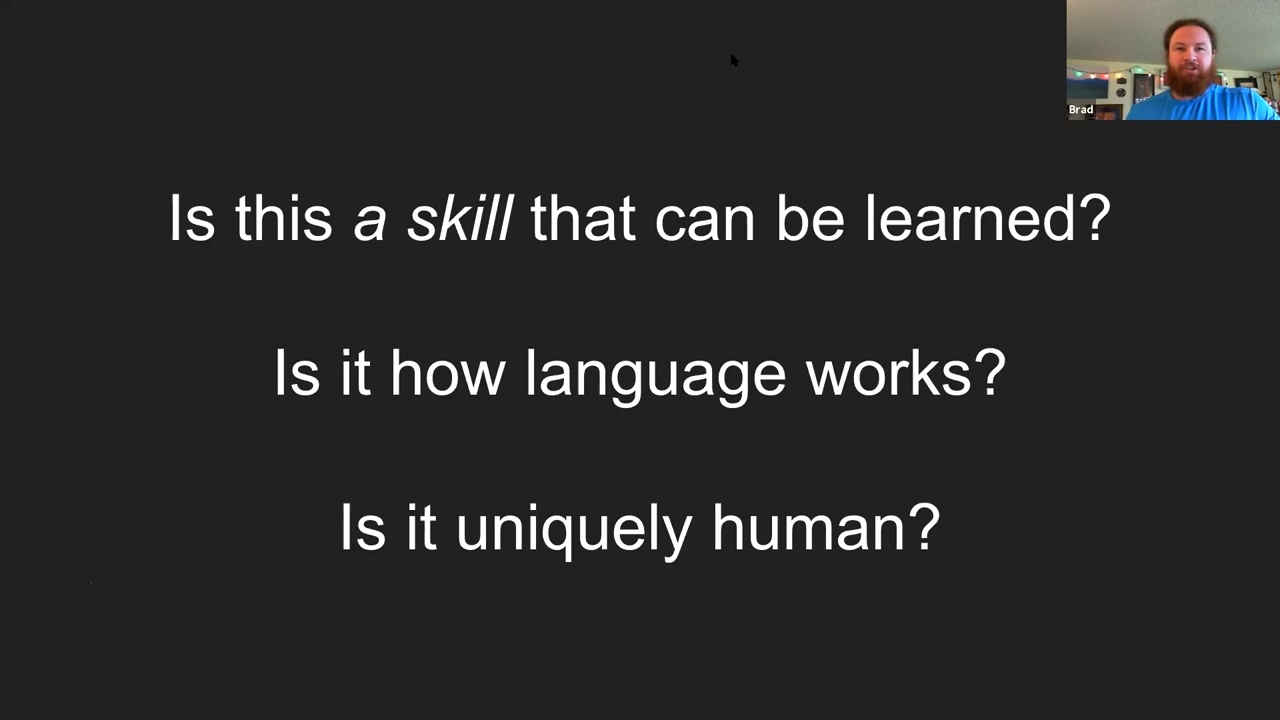 Brad
Is this a skill that can be learned?
Is it how language works?
Is it uniquely human?